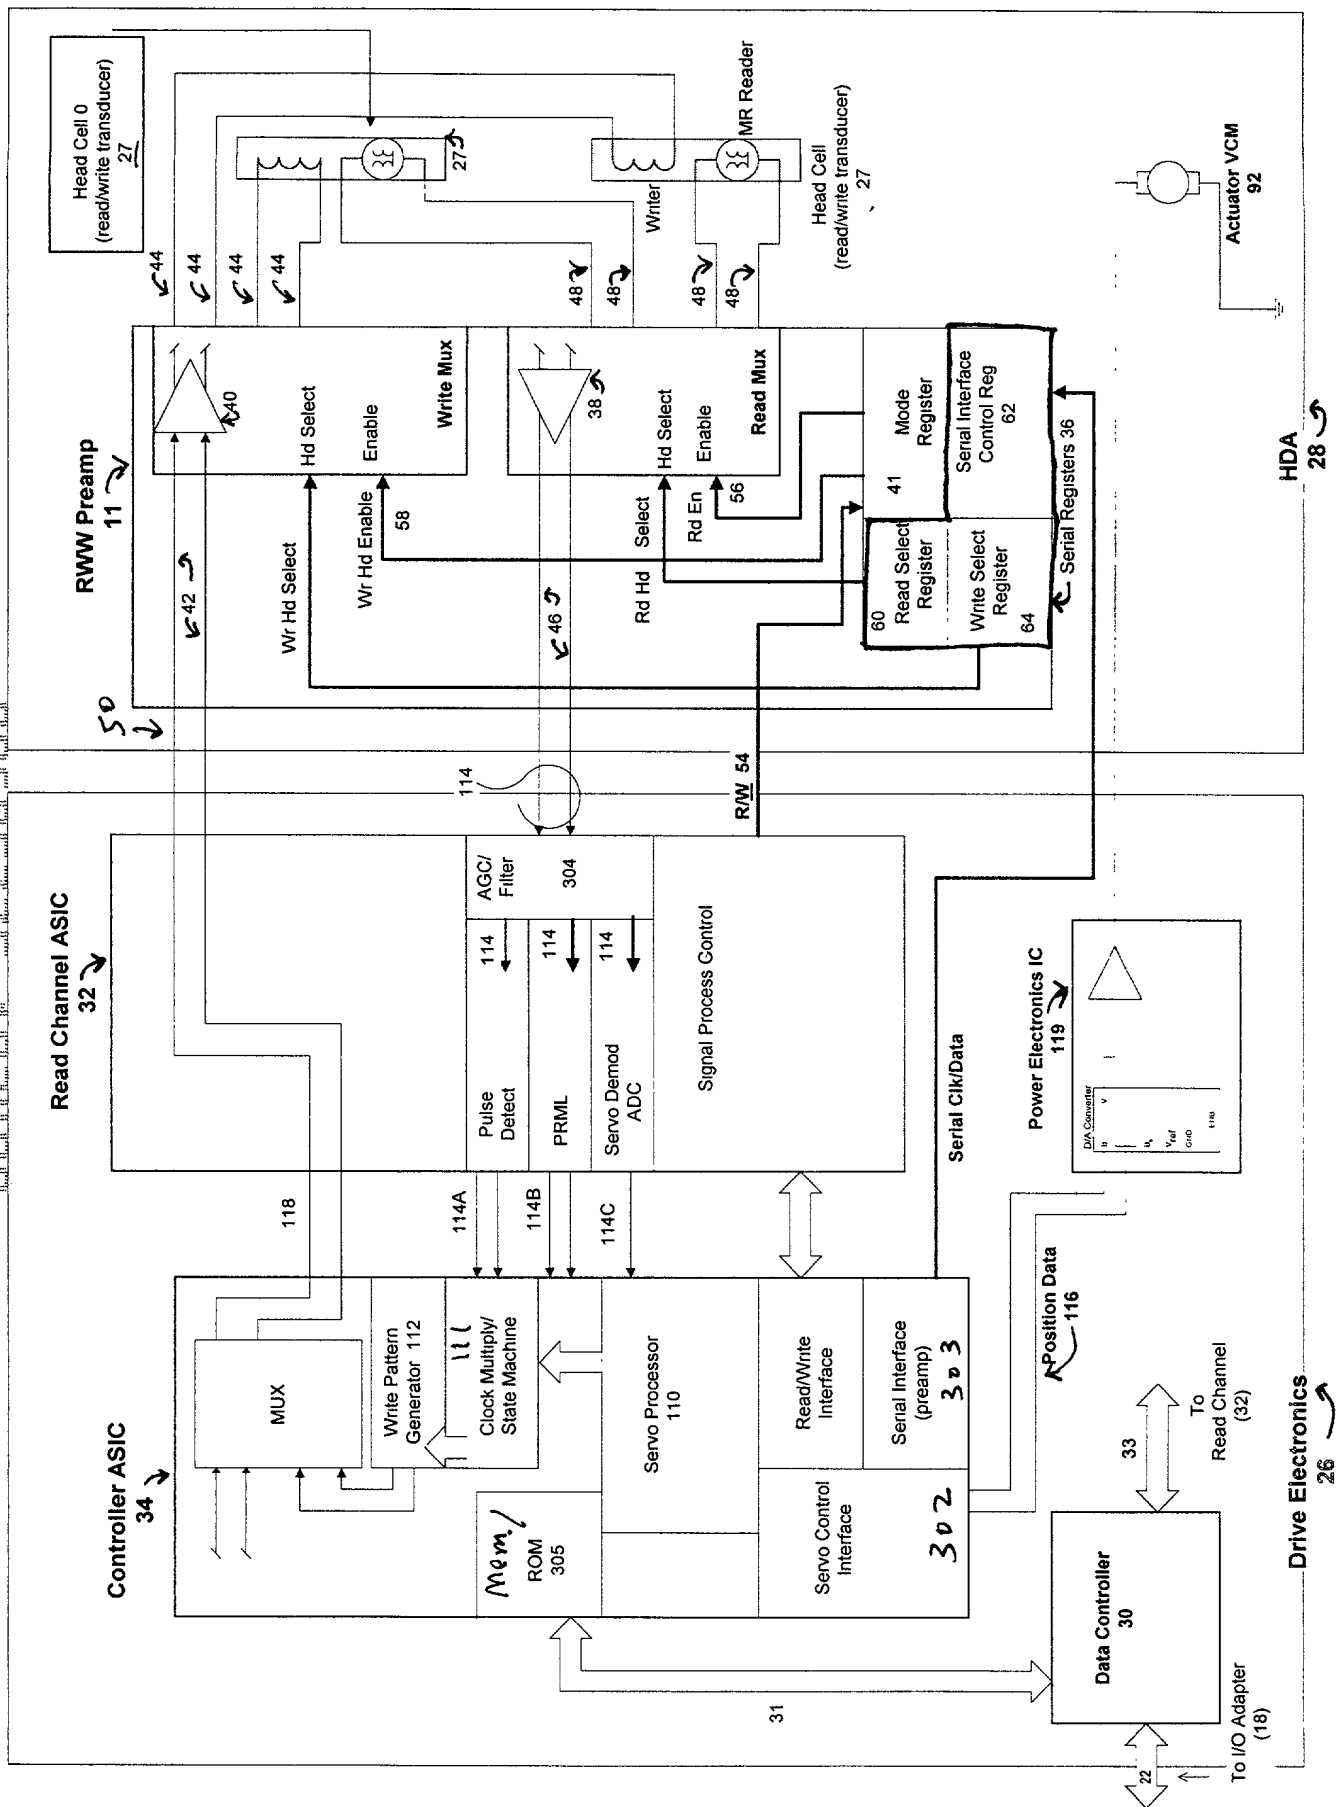 Controller ASIC
34
MUX
118
Write Pattern
Generator 112
111
Clock Multiply/
State Machine
Mem./
ROM
305
Servo Processor
110
Read/Write
Interface
Servo Control
Interface
302
Serial Interface
(preamp)
303
Read Channel ASIC
32
114A
114B
114C
Pulse
Detect
114
PRML
114
Servo Demod
ADC
114
AGC/
Filter
304
114
Signal Process Control
Serial Clk/Data
R/W 54
RWW Preamp
11
50
42
40
Hd Select
Enable
Write Mux
Wr Hd Select
Wr Hd Enable
58
46
38
Hd Select
Enable
Read Mux
Rd Hd
Select
Rd En
56
60
Read Select
Register
41
Mode
Register
Write Select
Register
64
Serial Interface
Control Reg
62
Serial Registers 36
44
44
44
44
48
48
48
48
Head Cell 0
(read/write transducer)
27
27
Writer
MR Reader
Head Cell
(read/write transducer)
27
Actuator VCM
92
HDA
28
Power Electronics IC
119
D/A Converter
V
Vref
GND
Position Data
116
31
Data Controller
30
33
To
Read Channel
(32)
22
To I/O Adapter
(18)
Drive Electronics
26